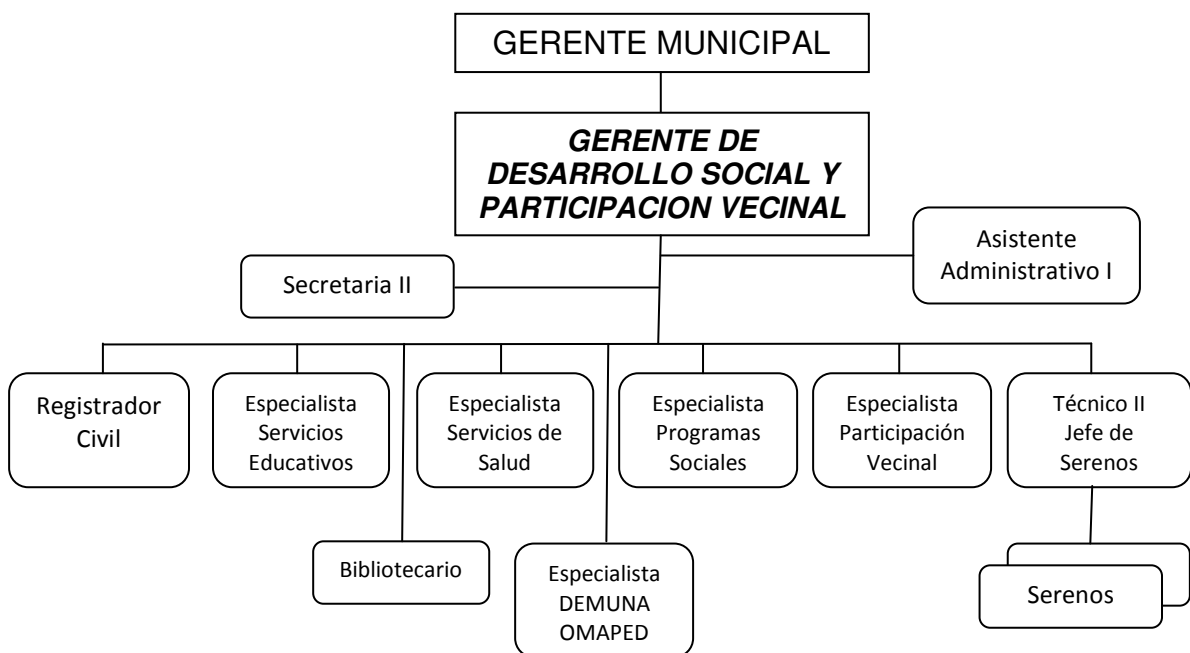 GERENTE MUNICIPAL
GERENTE DE
DESARROLLO SOCIAL Y
PARTICIPACION VECINAL
Asistente
Administrativo I
Secretaria II
Registrador
Civil
Especialista
Servicios
Educativos
Especialista
Servicios de
Salud
Especialista
Programas
Sociales
Especialista
Participación
Vecinal
Técnico II
Jefe de
Serenos
Bibliotecario
Especialista
DEMUNA
OMAPED
Serenos